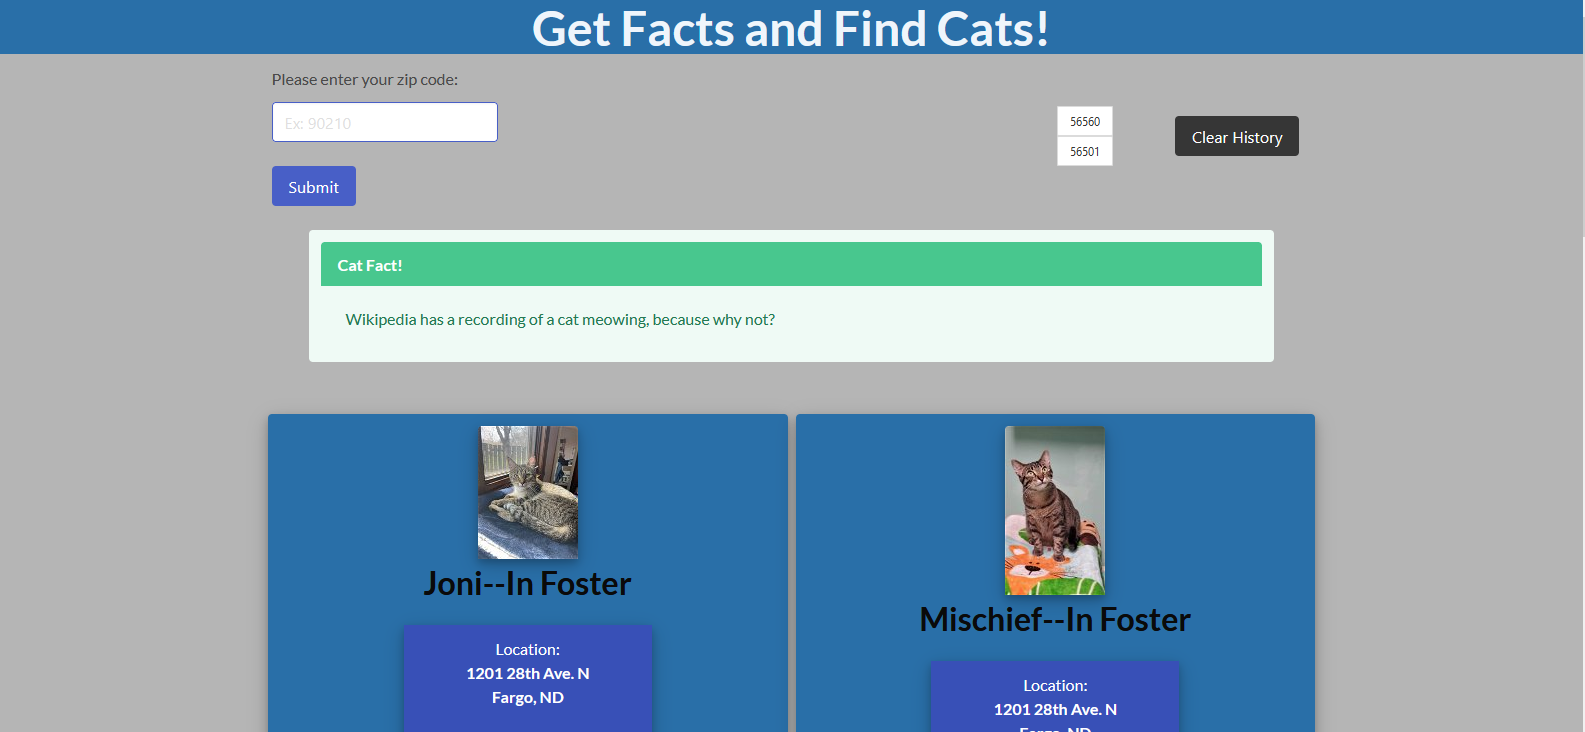 Get Facts and Find Cats!
Please enter your zip code:
Ex: 90210
56560
56501
Clear History
Submit
Cat Fact!
Wikipedia has a recording of a cat meowing, because why not?
Joni--In Foster
Location:
1201 28th Ave. N
Fargo, ND
Mischief--In Foster
Location:
1201 28th Ave. N
Fargo, ND